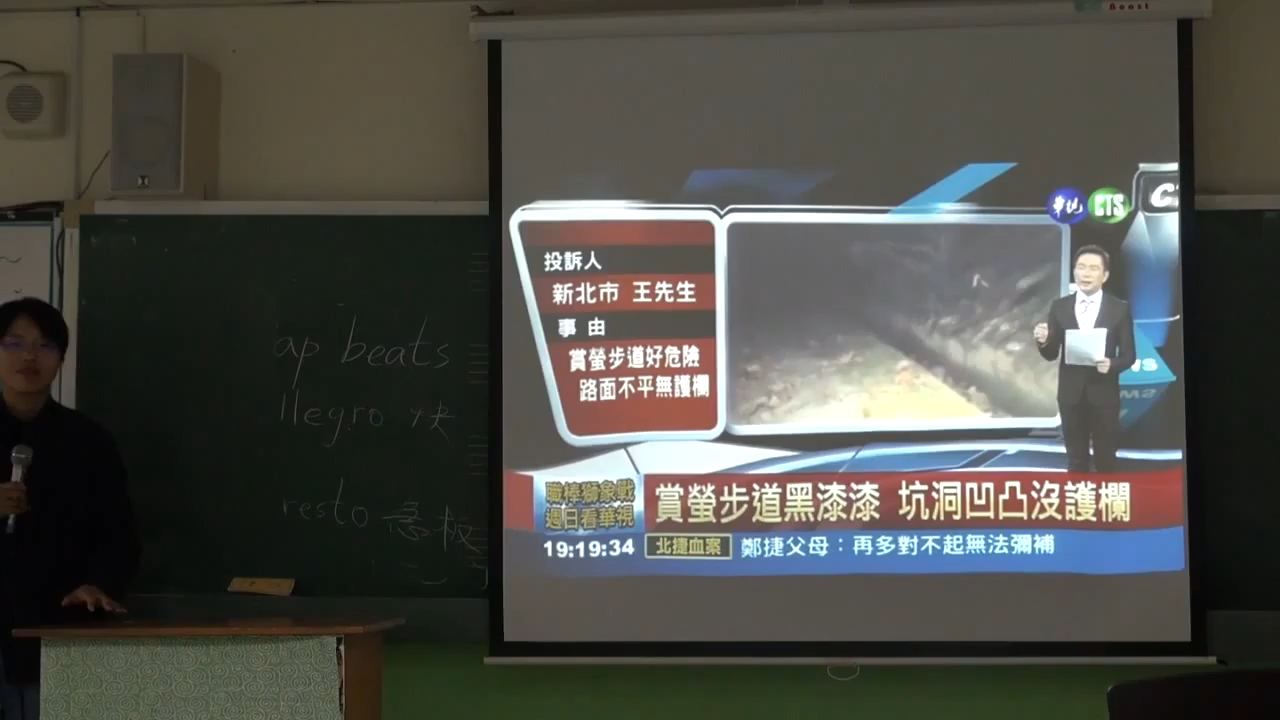 Boost
華視 CTS
投訴人
新北市 王先生
事由
賞螢步道好危險
路面不平無護欄
職棒獅象戰
週日看華視
賞螢步道黑漆漆 坑洞凹凸沒護欄
19:19:34 北捷血案 鄭捷父母：再多對不起無法彌補
ap beats
llegro 快
resto 急板